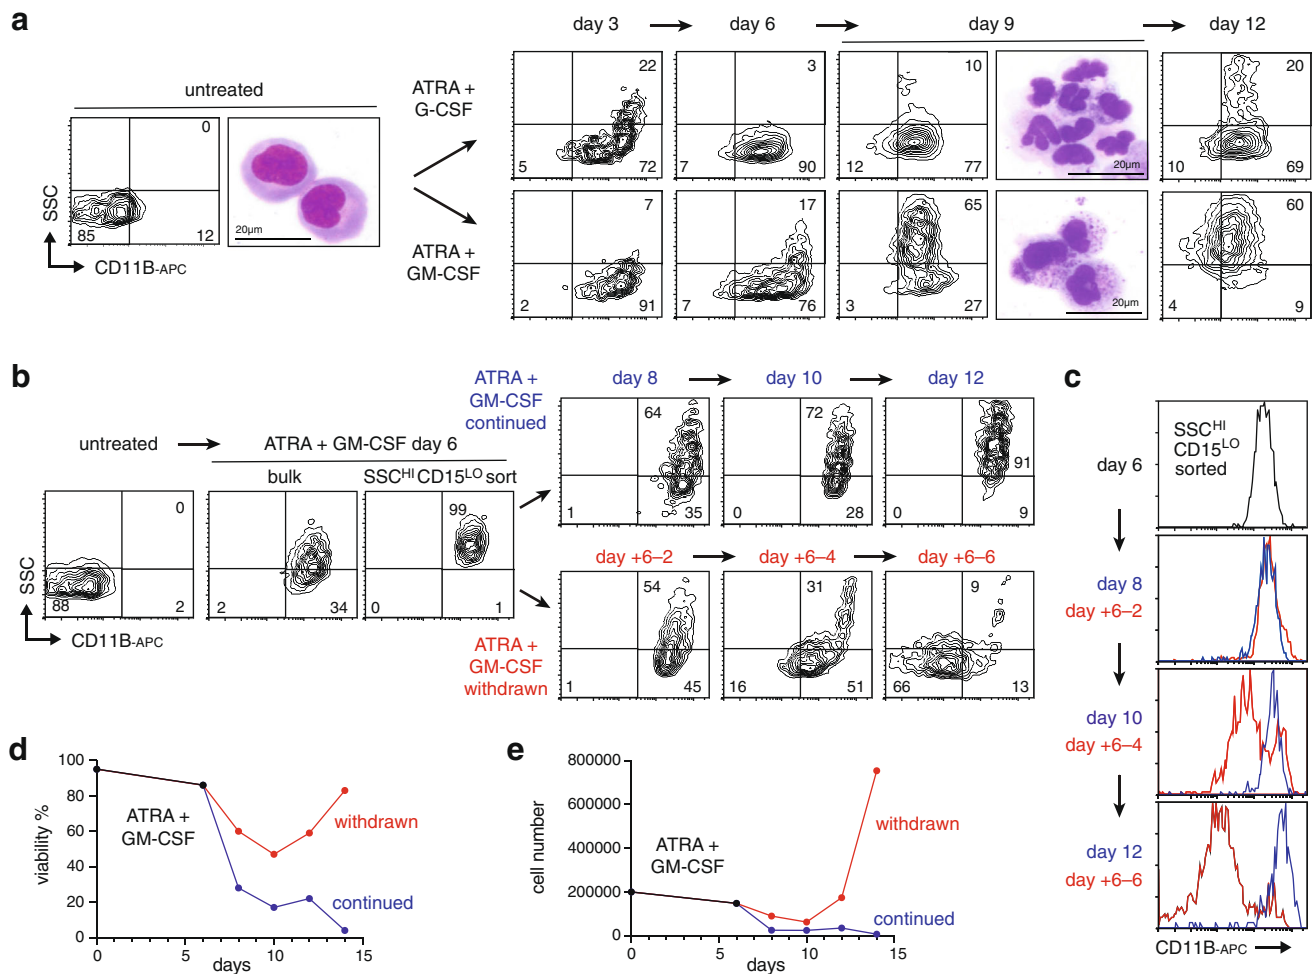 a
day 3
day 6
day 9
day 12
untreated
0
85
12
SSC
CD11B-APC
20µm
ATRA +
G-CSF
22
5
72
3
7
90
10
12
77
20µm
20
10
69
ATRA +
GM-CSF
7
2
91
17
7
76
65
3
27
20µm
60
4
9
b
untreated
ATRA + GM-CSF day 6
bulk
SSCHI CD15LO sort
0
88
2
SSC
CD11B-APC
2
34
99
0
1
ATRA +
GM-CSF
continued
day 8
day 10
day 12
64
1
35
72
0
28
91
0
9
ATRA +
GM-CSF
withdrawn
day +6–2
day +6–4
day +6–6
54
1
45
31
16
51
9
66
13
c
day 6
SSCHI
CD15LO
sorted
day 8
day +6–2
day 10
day +6–4
day 12
day +6–6
CD11B-APC
d
viability %
100
80
60
40
20
0
0
5
10
15
days
ATRA +
GM-CSF
withdrawn
continued
e
cell number
800000
600000
400000
200000
0
0
5
10
15
days
ATRA +
GM-CSF
withdrawn
continued